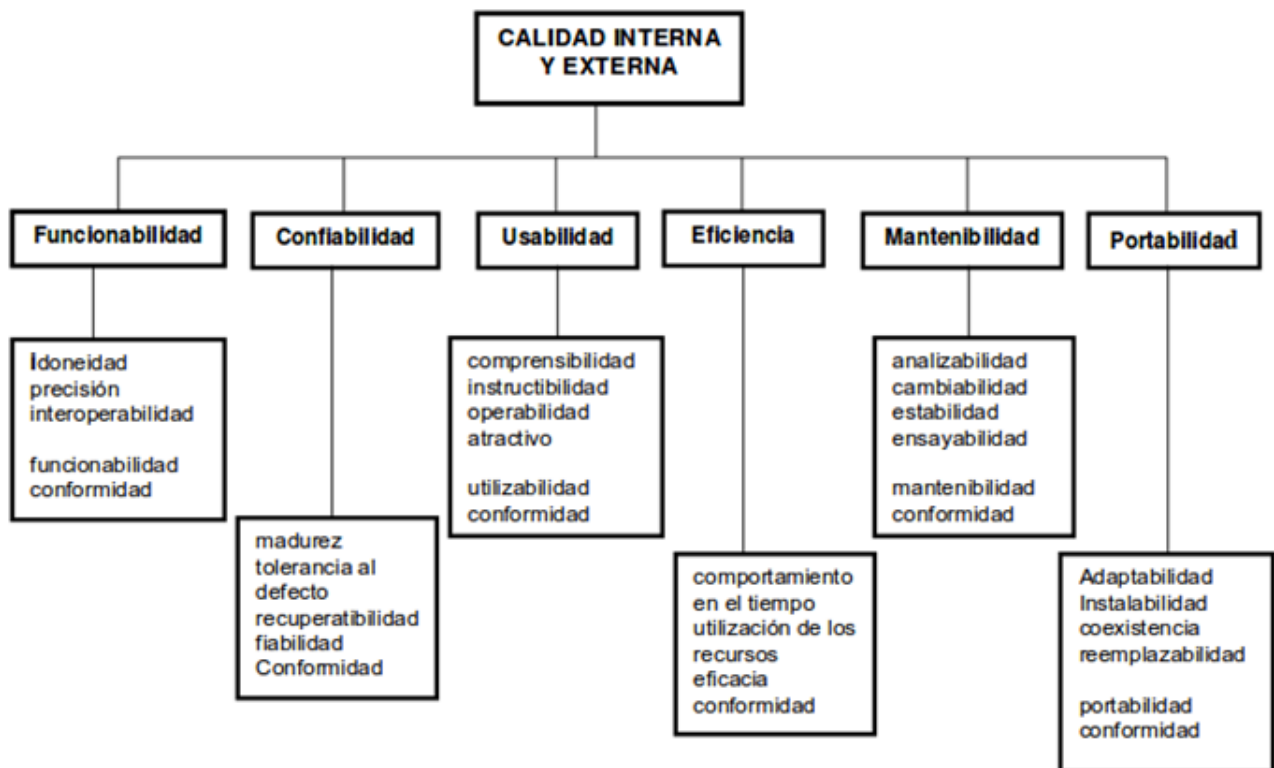 CALIDAD INTERNA
Y EXTERNA
Funcionabilidad
Confiabilidad
Usabilidad
Eficiencia
Mantenibilidad
Portabilidad
Idoneidad
precisión
interoperabilidad
funcionabilidad
conformidad
madurez
tolerancia al
defecto
recuperatibilidad
fiabilidad
Conformidad
comprensibilidad
instructibilidad
operabilidad
atractivo
utilizabilidad
conformidad
comportamiento
en el tiempo
utilización de los
recursos
eficacia
conformidad
analizabilidad
cambiabilidad
estabilidad
ensayabilidad
mantenibilidad
conformidad
Adaptabilidad
Instalabilidad
coexistencia
reemplazabilidad
portabilidad
conformidad